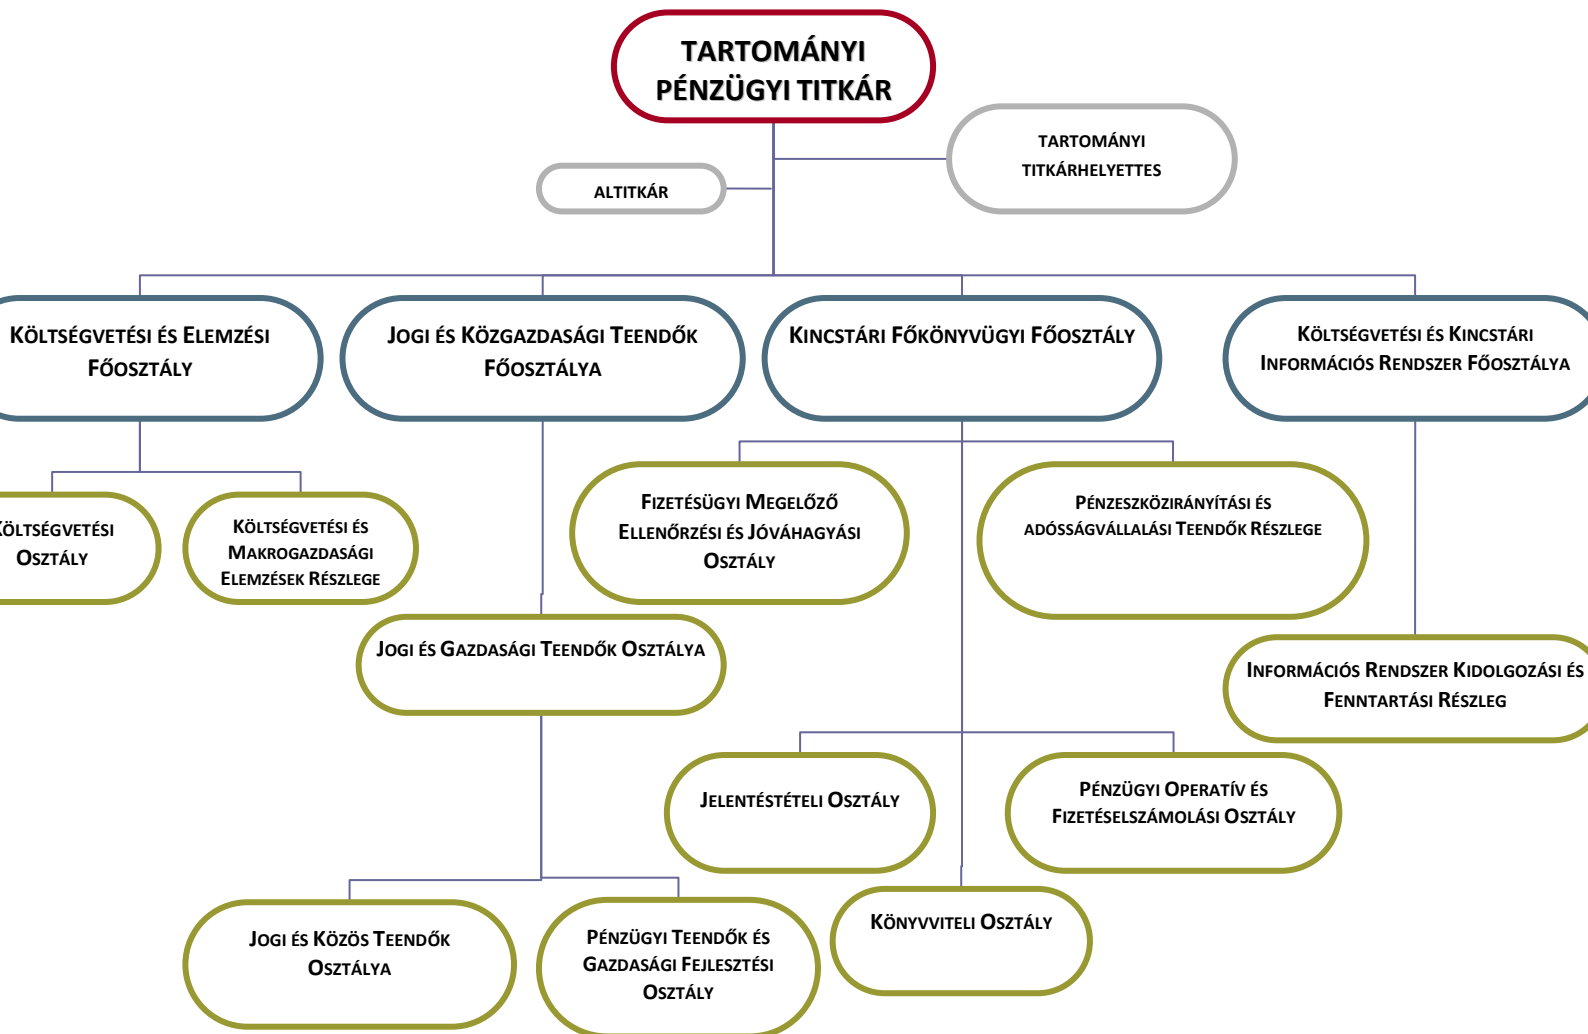 TARTOMÁNYI
PÉNZÜGYI TITKÁR
TARTOMÁNYI
TITKÁRHELYETTES
ALTITKÁR
KÖLTSÉGVETÉSI ÉS ELEMZÉSI
FŐOSZTÁLY
JOGI ÉS KÖZGAZDASÁGI TEENDŐK
FŐOSZTÁLYA
KINCSTÁRI FŐKÖNYVÜGYI FŐOSZTÁLY
KÖLTSÉGVETÉSI ÉS KINCSTÁRI
INFORMÁCIÓS RENDSZER FŐOSZTÁLYA
KÖLTSÉGVETÉSI
OSZTÁLY
KÖLTSÉGVETÉSI ÉS
MAKROGAZDASÁGI
ELEMZÉSEK RÉSZLEGE
FIZETÉSÜGYI MEGELŐZŐ
ELLENŐRZÉSI ÉS JÓVÁHAGYÁSI
OSZTÁLY
PÉNZESZKÖZIRÁNYÍTÁSI ÉS
ADÓSSÁGVÁLLALÁSI TEENDŐK RÉSZLEGE
JOGI ÉS GAZDASÁGI TEENDŐK OSZTÁLYA
INFORMÁCIÓS RENDSZER KIDOLGOZÁSI ÉS
FENNTARTÁSI RÉSZLEG
JELENTÉSTÉTELI OSZTÁLY
PÉNZÜGYI OPERATÍV ÉS
FIZETÉSELSZÁMOLÁSI OSZTÁLY
KÖNYVVITELI OSZTÁLY
JOGI ÉS KÖZÖS TEENDŐK
OSZTÁLYA
PÉNZÜGYI TEENDŐK ÉS
GAZDASÁGI FEJLESZTÉSI
OSZTÁLY